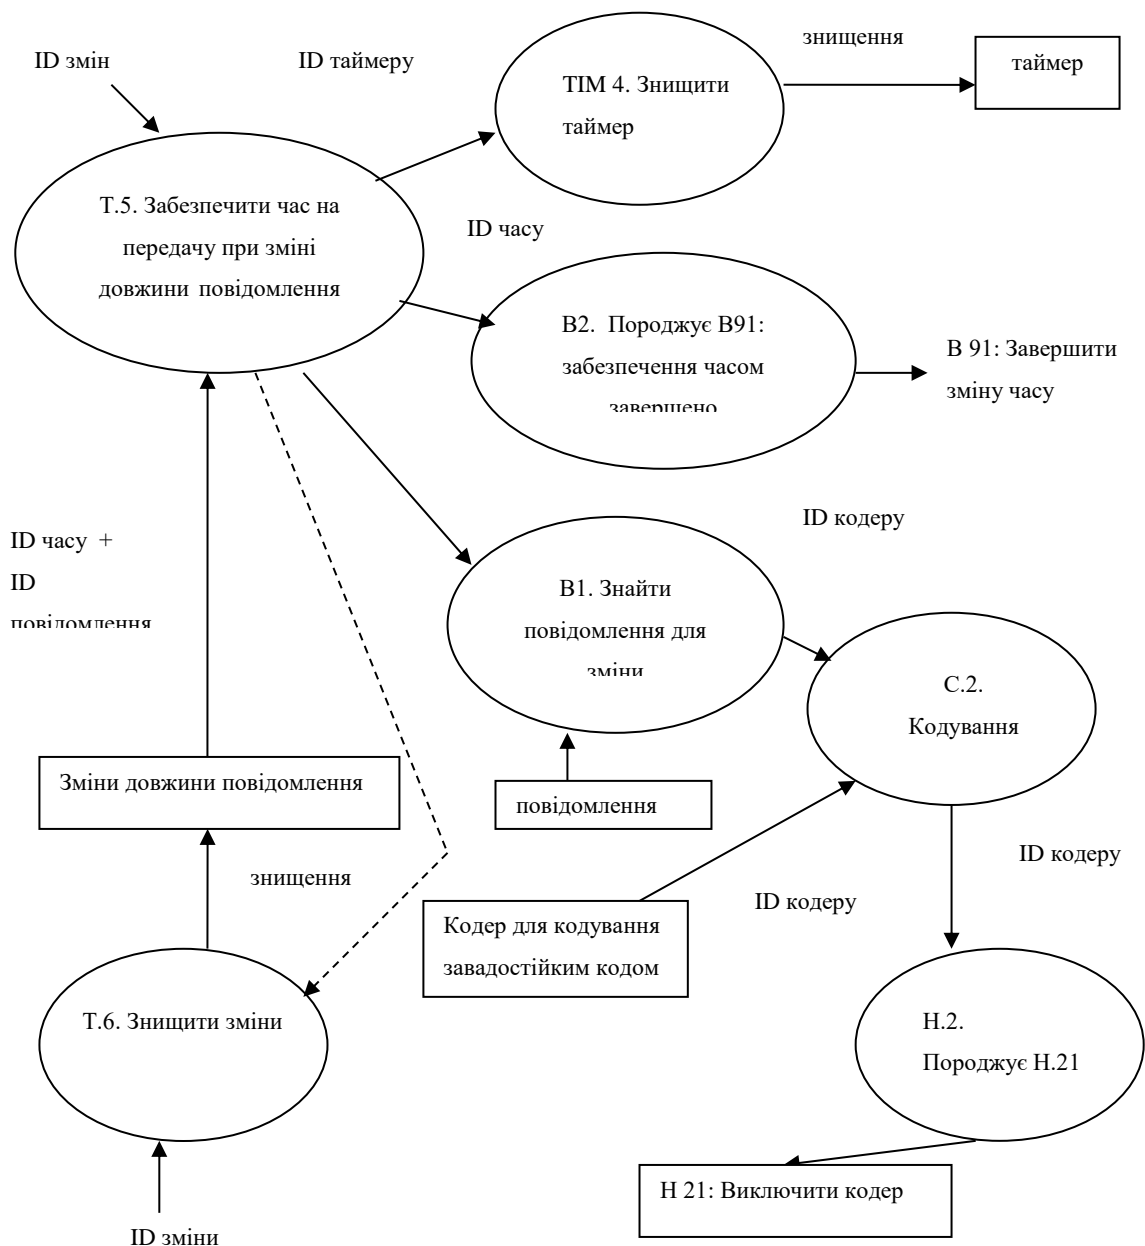 знищення
ID змін
ID таймеру
ТІМ 4. Знищити
таймер
таймер
Т.5. Забезпечити час на
передачу при зміні
довжини повідомлення
ID часу
В2. Породжує В91:
забезпечення часом
завершено
В 91: Завершити
зміну часу
ID кодеру
ID часу +
ID
повідомлення
В1. Знайти
повідомлення для
зміни
С.2.
Кодування
Зміни довжини повідомлення
повідомлення
знищення
ID кодеру
ID кодеру
Кодер для кодування
завадостійким кодом
Т.6. Знищити зміни
Н.2.
Породжує Н.21
Н 21: Виключити кодер
ID зміни